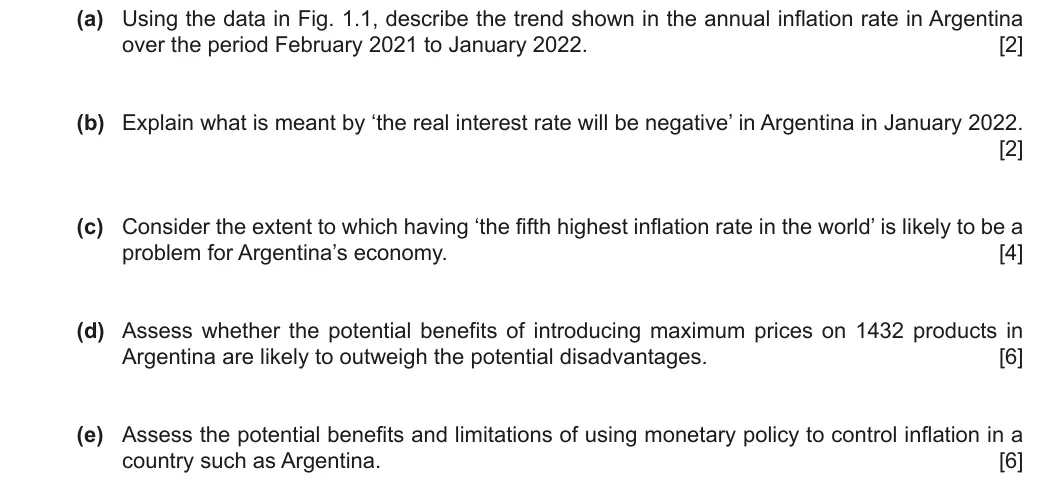 (a) Using the data in Fig. 1.1, describe the trend shown in the annual inflation rate in Argentina
over the period February 2021 to January 2022. [2]
(b) Explain what is meant by ‘the real interest rate will be negative’ in Argentina in January 2022.
[2]
(c) Consider the extent to which having ‘the fifth highest inflation rate in the world’ is likely to be a
problem for Argentina’s economy. [4]
(d) Assess whether the potential benefits of introducing maximum prices on 1432 products in
Argentina are likely to outweigh the potential disadvantages. [6]
(e) Assess the potential benefits and limitations of using monetary policy to control inflation in a
country such as Argentina. [6]